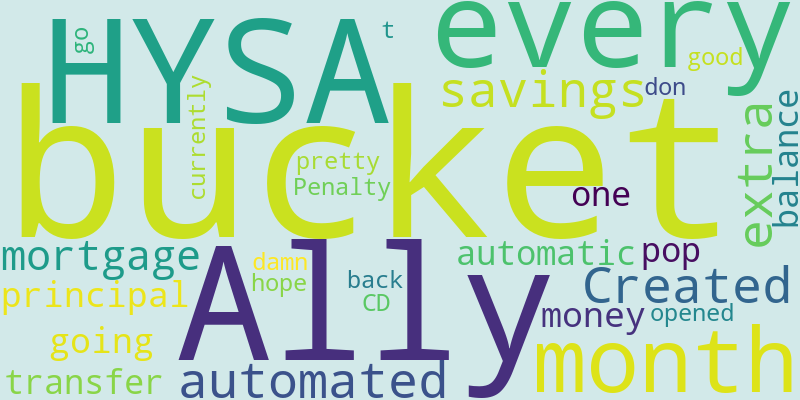 go
HYSA
t
every
good
savings
don
currently
bucket
pretty
Penalty
one
extra
balance
mortgage
Ally
damn
hope
back
CD
automatic
pop
principal
Created
money
opened
going
month
transfer
automated